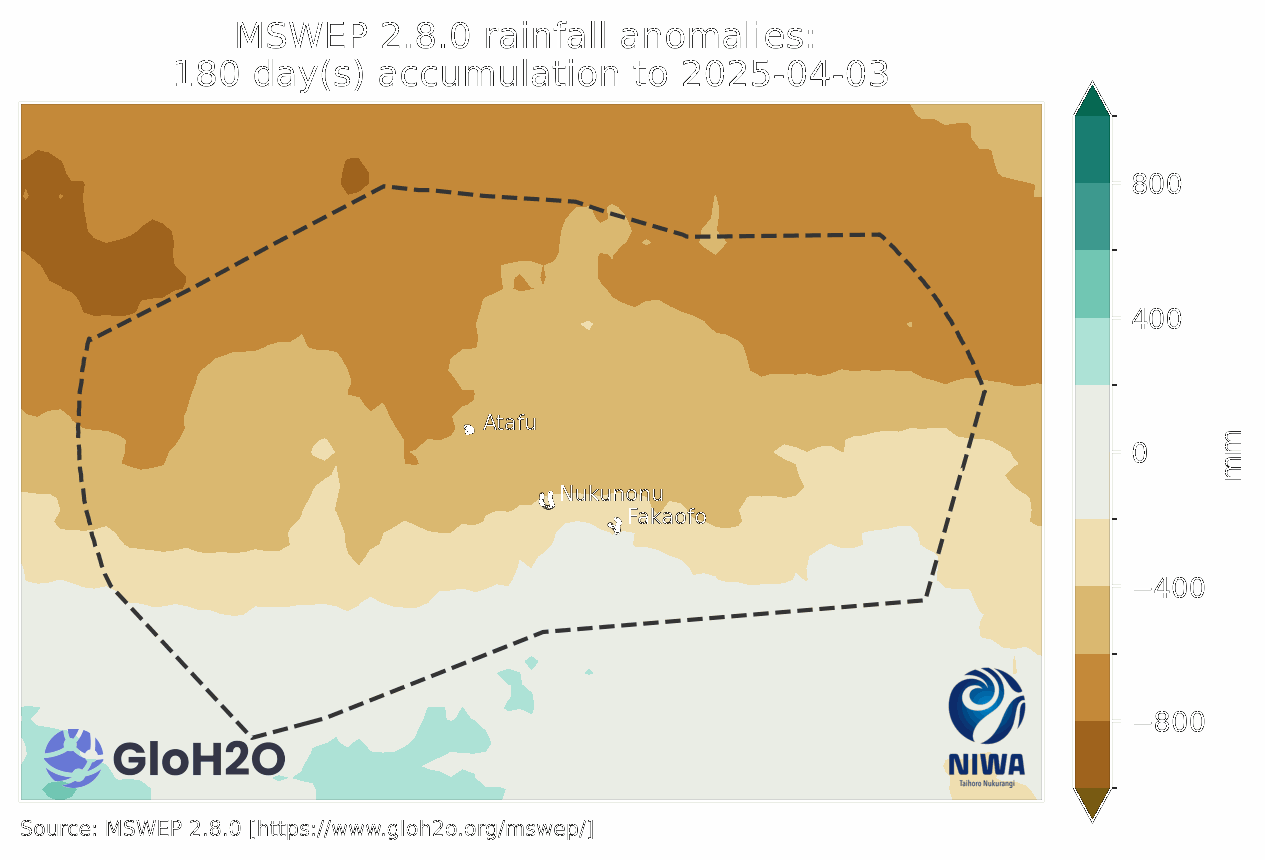 MSWEP 2.8.0 rainfall anomalies:
180 day(s) accumulation to 2025-04-03
800
400
0
−400
−800
mm
Atafu
Nukunonu
Fakaofo
GloH2O
NIWA
Taihoro Nukurangi
Source: MSWEP 2.8.0 [https://www.gloh2o.org/mswep/]